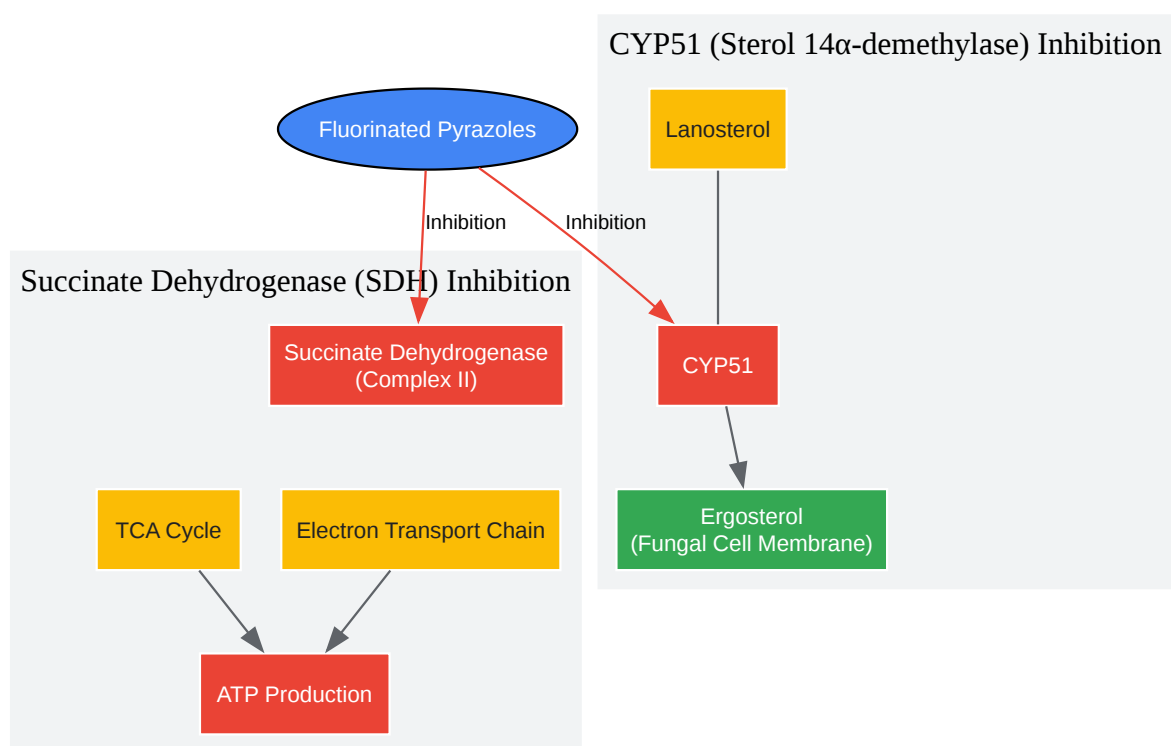 CYP51 (Sterol 14α-demethylase) Inhibition
Fluorinated Pyrazoles
Lanosterol
Inhibition
Inhibition
Succinate Dehydrogenase (SDH) Inhibition
Succinate Dehydrogenase
(Complex II)
CYP51
TCA Cycle
Electron Transport Chain
Ergosterol
(Fungal Cell Membrane)
ATP Production